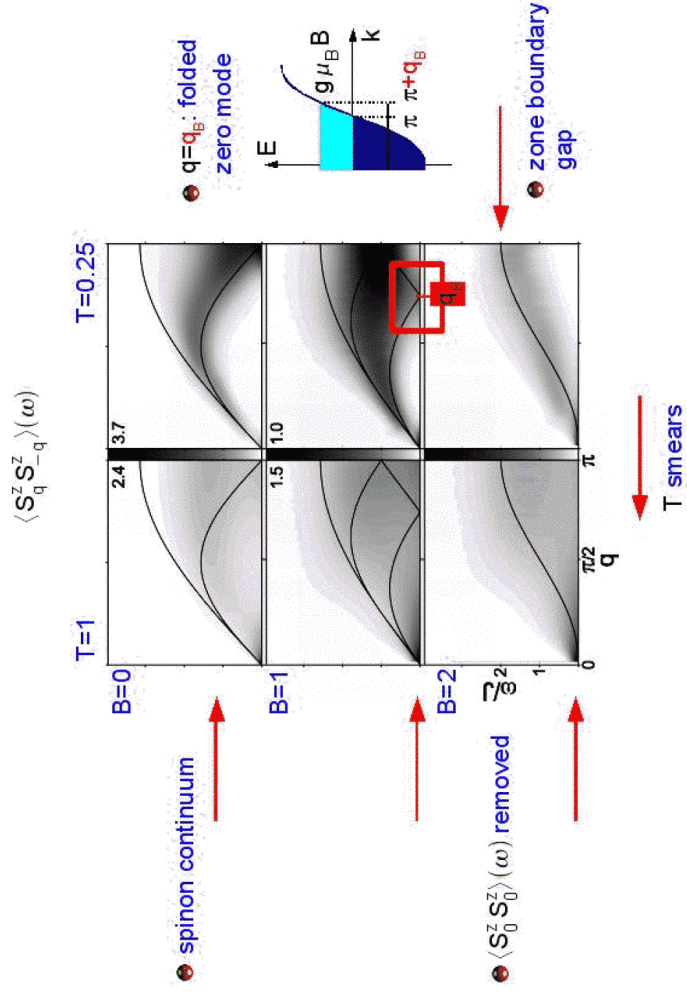 ⟨S^z_q S^z_{-q}⟩(ω)
T=1
T=0.25
B=0
2.4
3.7
B=1
1.5
1.0
B=2
ω/J
2
1
0
π/2
π
q
q_B
T smears
spinon continuum
⟨S^z_0 S^z_0⟩(ω) removed
q=q_B: folded
zero mode
E
gμ_B B
k
π π+q_B
zone boundary
gap